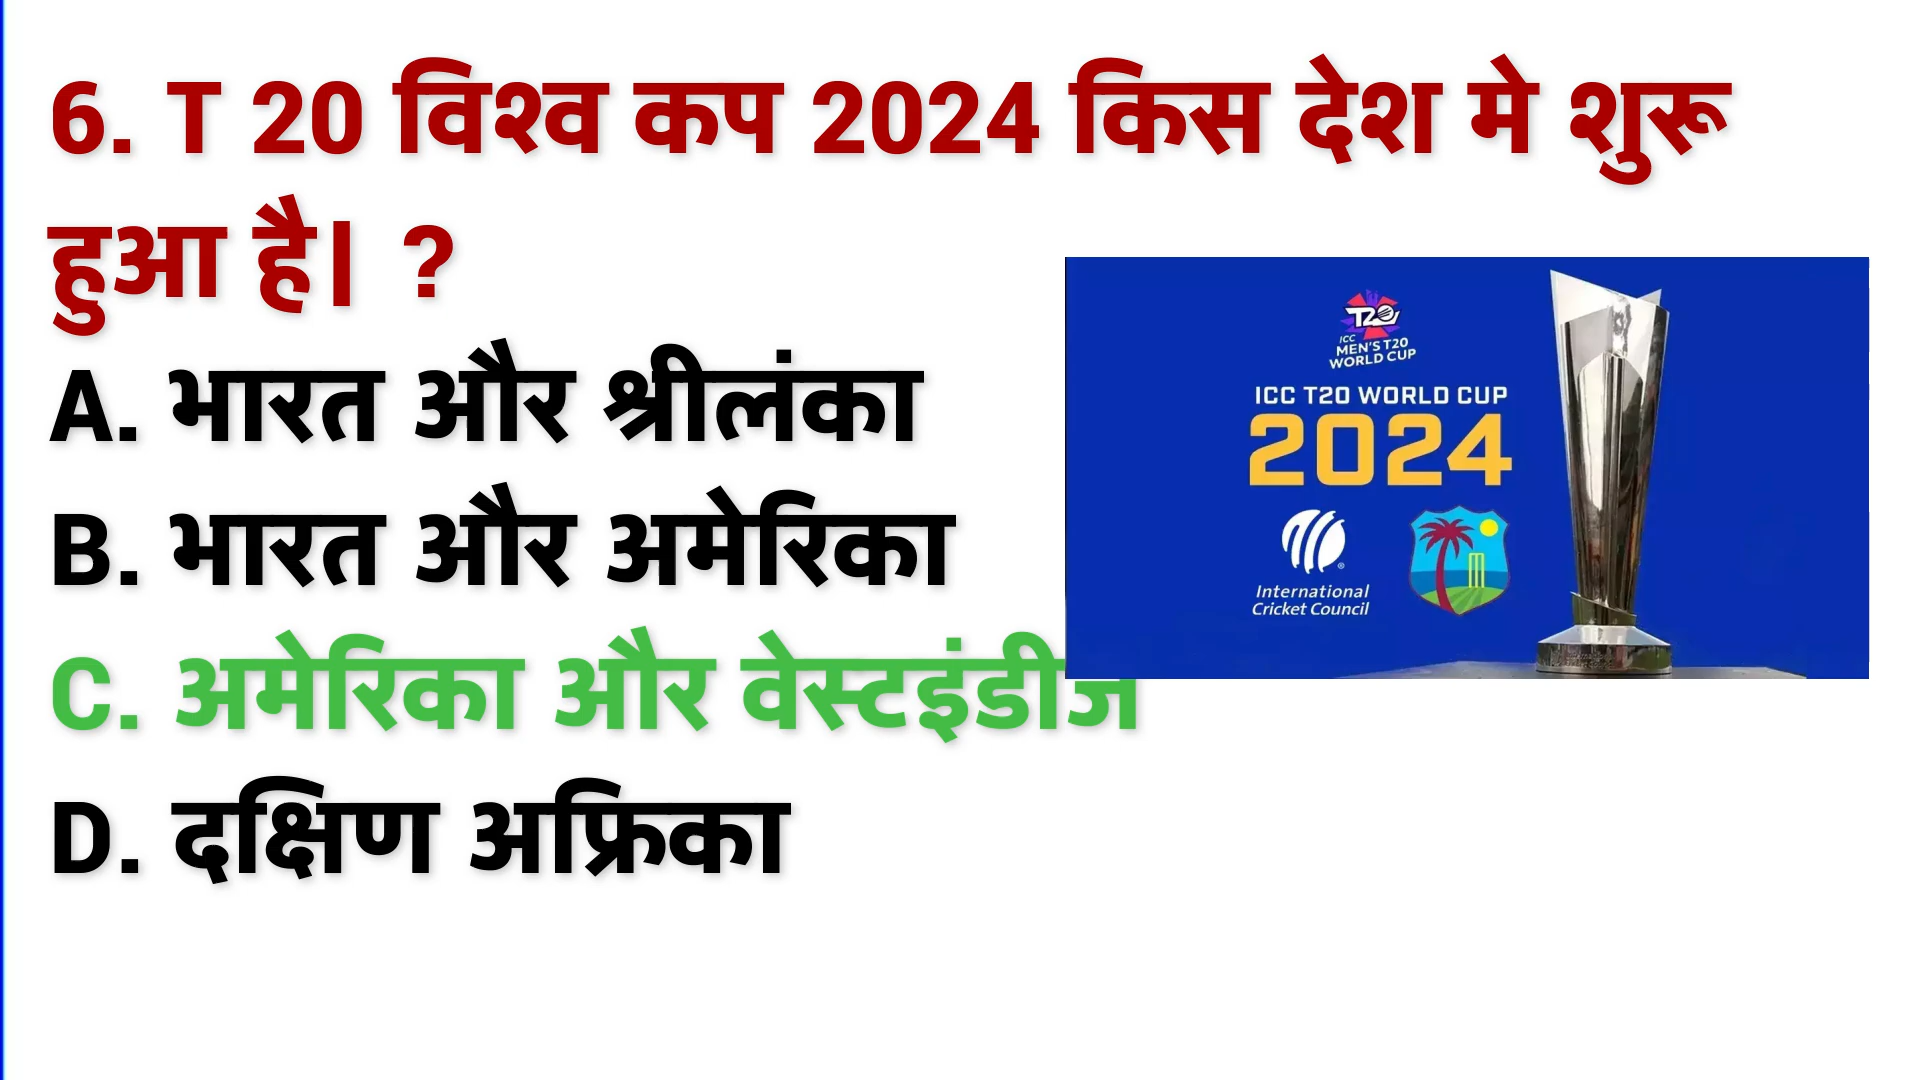 6. T 20 विश्व कप 2024 किस देश मे शुरू
हुआ है। ?
A. भारत और श्रीलंका
B. भारत और अमेरिका
C. अमेरिका और वेस्टइंडीज
D. दक्षिण अफ्रिका
T20
ICC
MEN'S T20
WORLD CUP
ICC T20 WORLD CUP
2024
International
Cricket Council